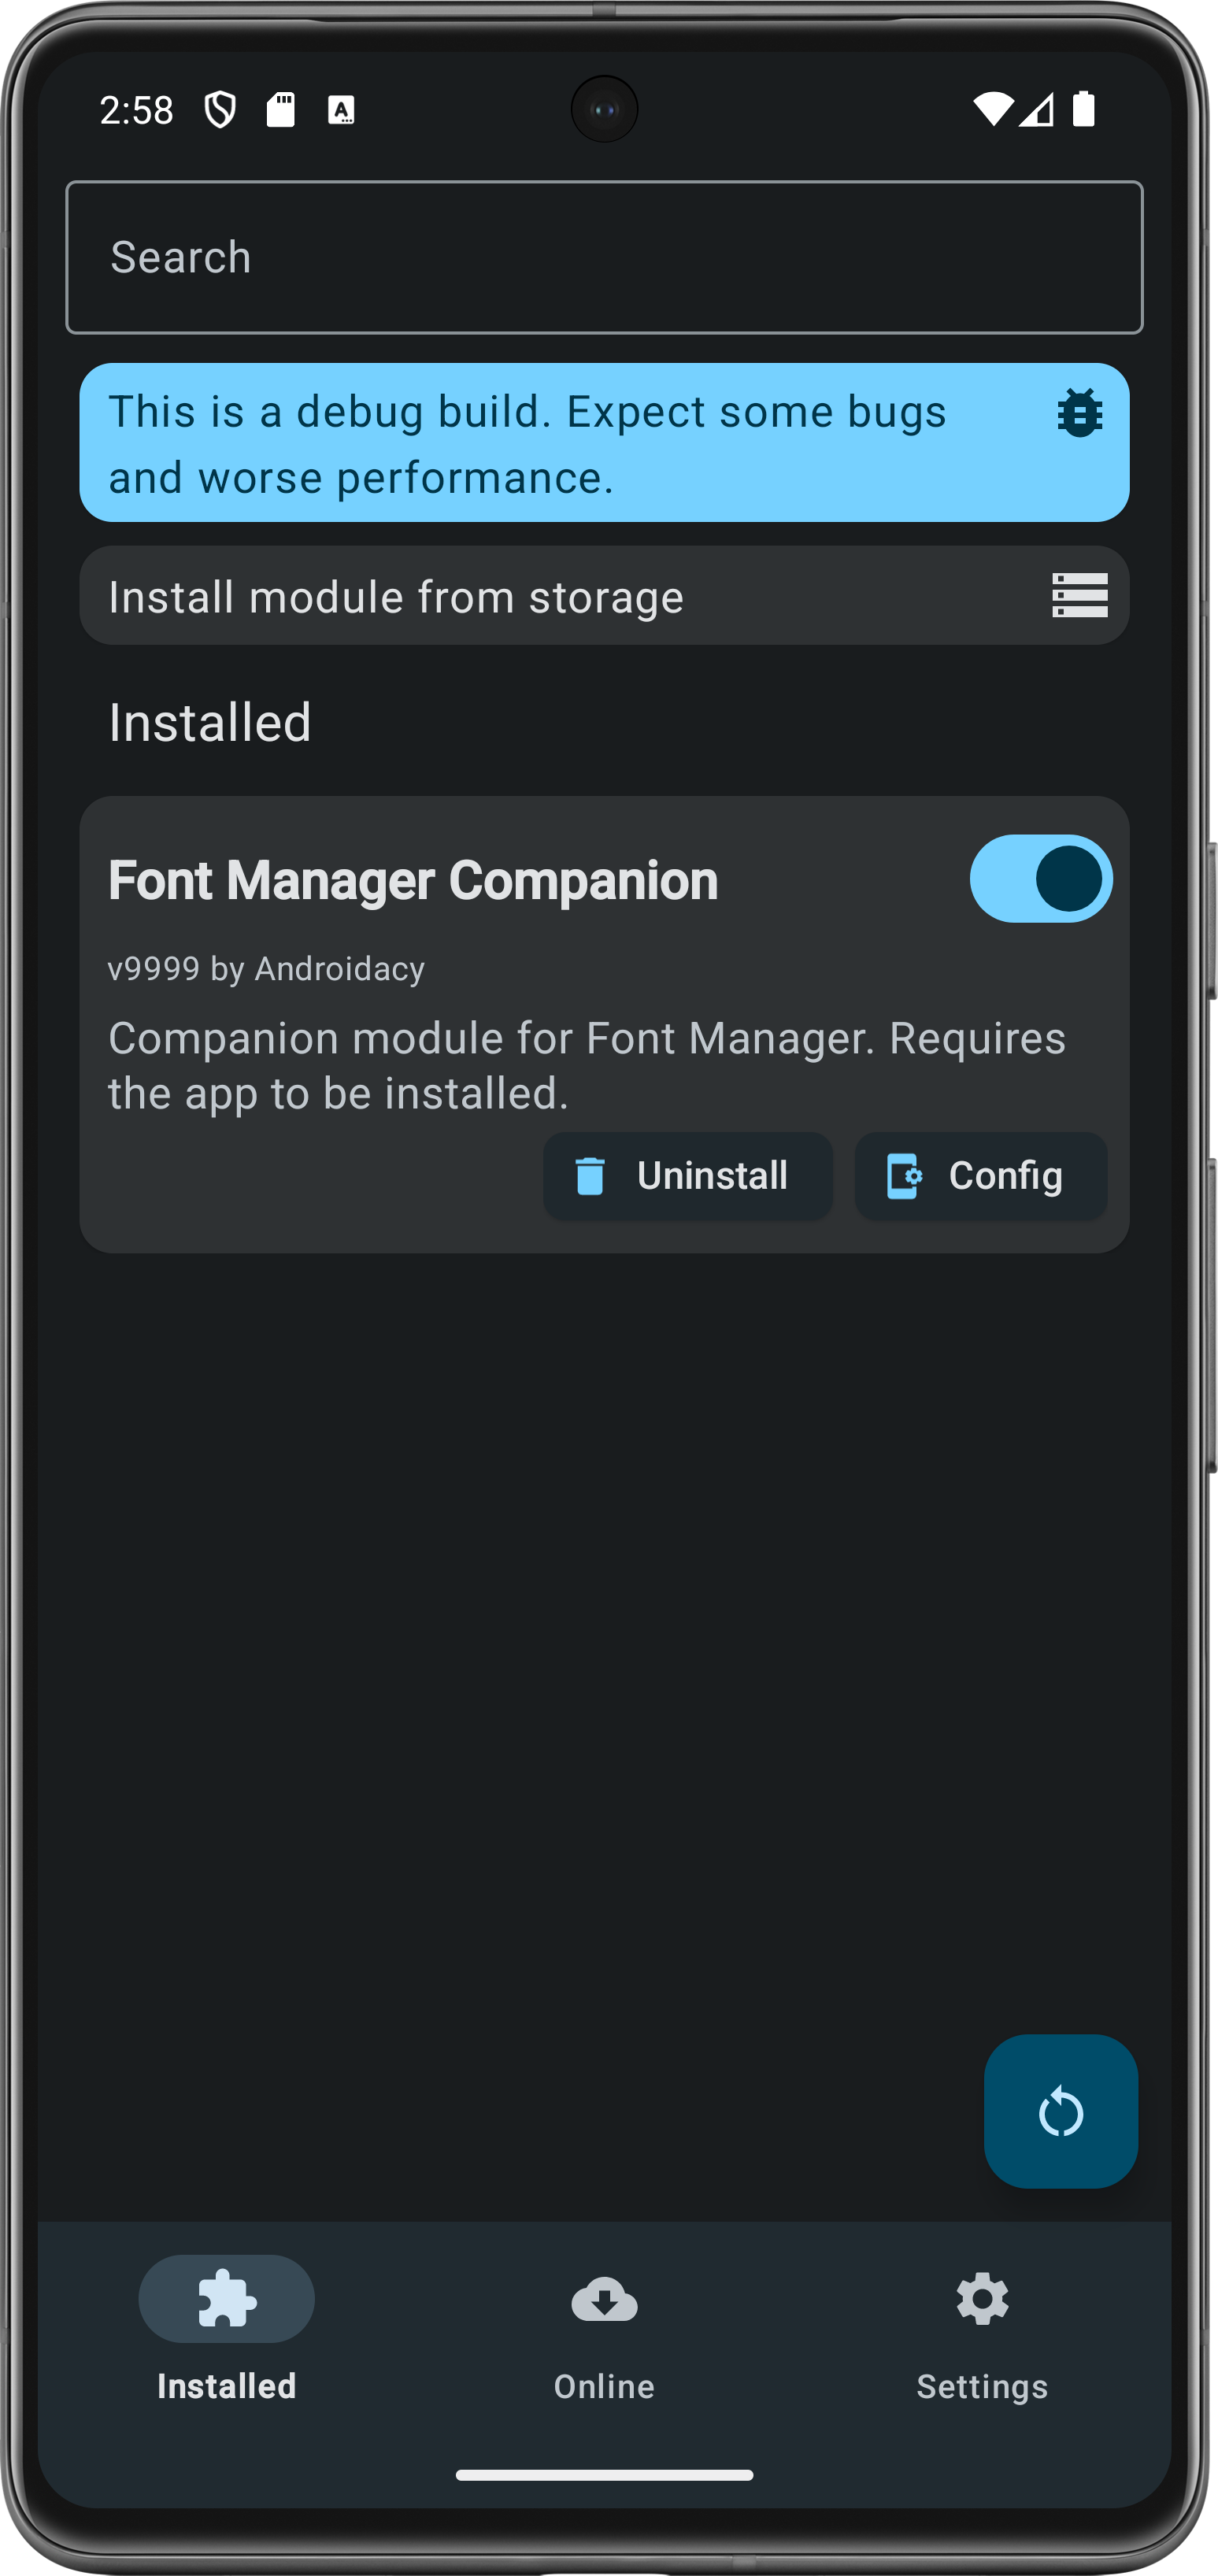 2:58
Search
This is a debug build. Expect some bugs
and worse performance.
Install module from storage
Installed
Font Manager Companion
v9999 by Androidacy
Companion module for Font Manager. Requires
the app to be installed.
Uninstall
Config
Installed
Online
Settings